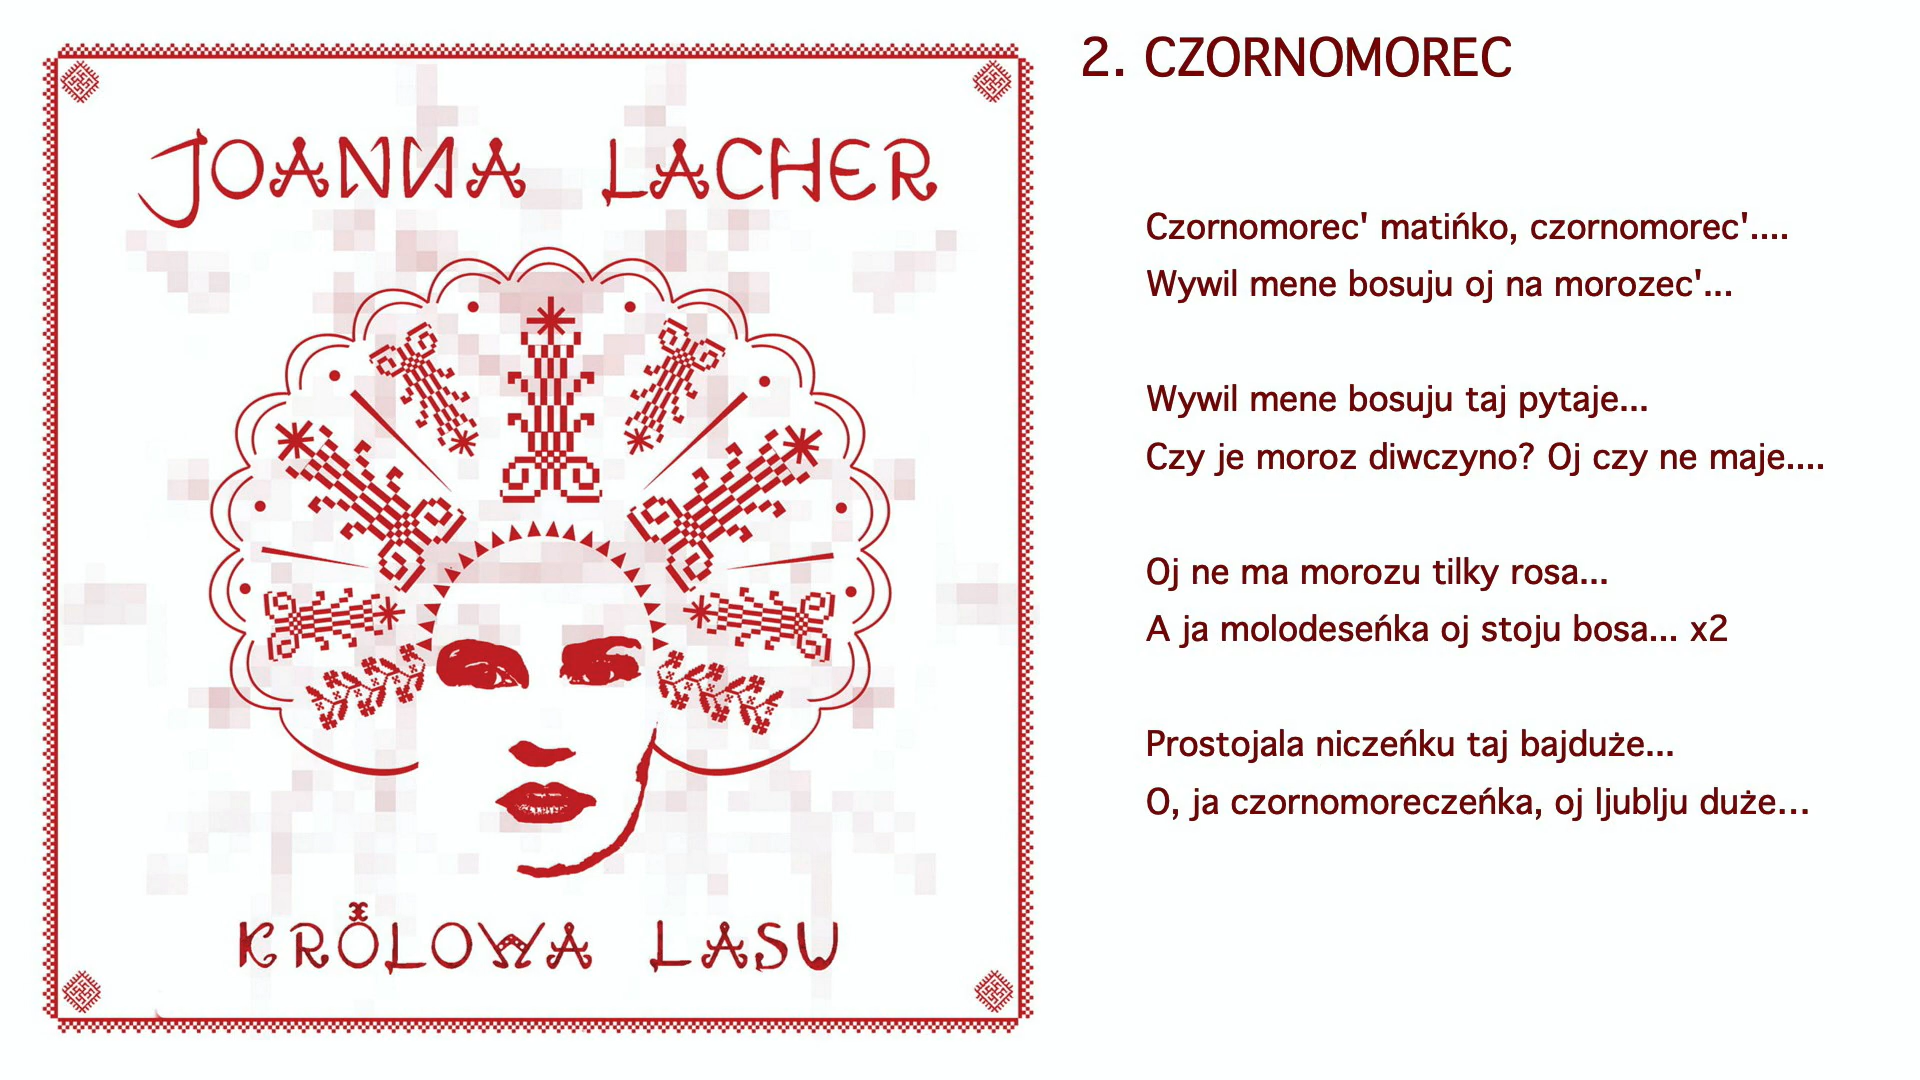 JOANNA LACHER
KRÓLOWA LASU
2. CZORNOMOREC
Czornomorec' matińko, czornomorec'....
Wywil mene bosuju oj na morozec'...
Wywil mene bosuju taj pytaje...
Czy je moroz diwczyno? Oj czy ne maje....
Oj ne ma morozu tilky rosa...
A ja molodeseńka oj stoju bosa... x2
Prostojala niczeńku taj bajduże...
O, ja czornomoreczeńka, oj ljublju duże...